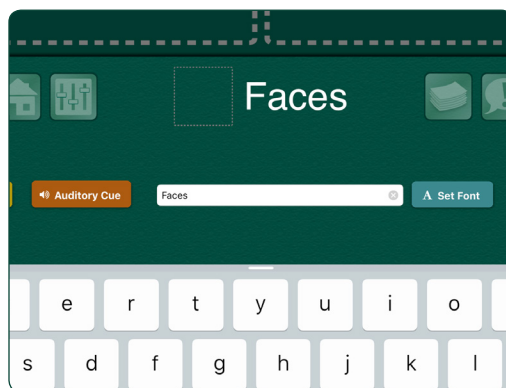 Faces
Auditory Cue
Faces
A Set Font
e r t y u i o
s d f g h j k l